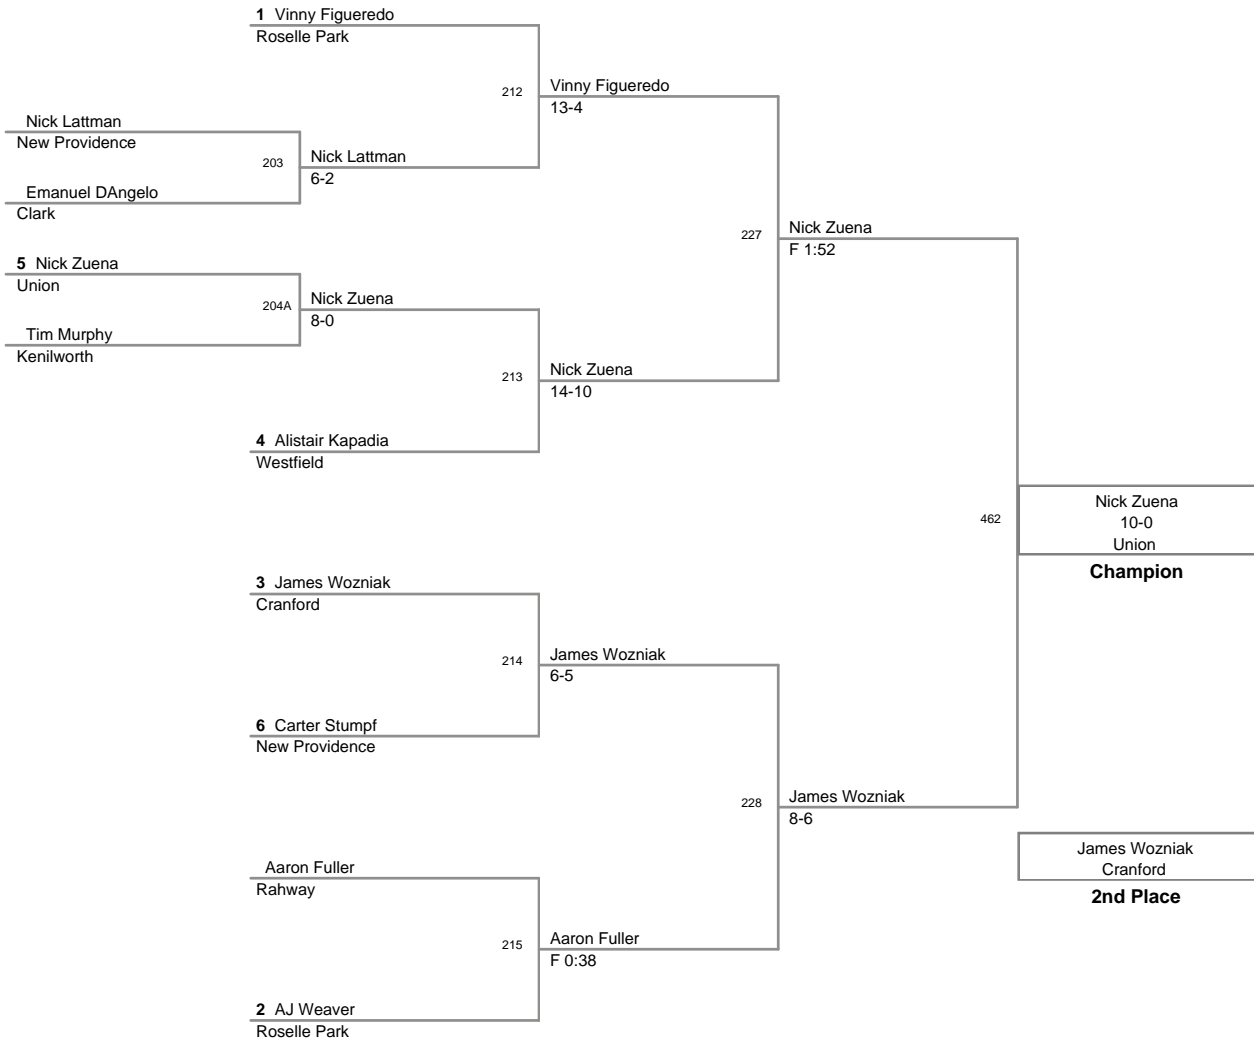 1 Vinny Figueredo
Roselle Park
212
Vinny Figueredo
13-4
Nick Lattman
New Providence
203
Nick Lattman
6-2
Emanuel DAngelo
Clark
227
Nick Zuena
F 1:52
5 Nick Zuena
Union
204A
Nick Zuena
8-0
Tim Murphy
Kenilworth
213
Nick Zuena
14-10
4 Alistair Kapadia
Westfield
462
Nick Zuena
10-0
Union
Champion
3 James Wozniak
Cranford
214
James Wozniak
6-5
6 Carter Stumpf
New Providence
228
James Wozniak
8-6
James Wozniak
Cranford
2nd Place
Aaron Fuller
Rahway
215
Aaron Fuller
F 0:38
2 AJ Weaver
Roselle Park